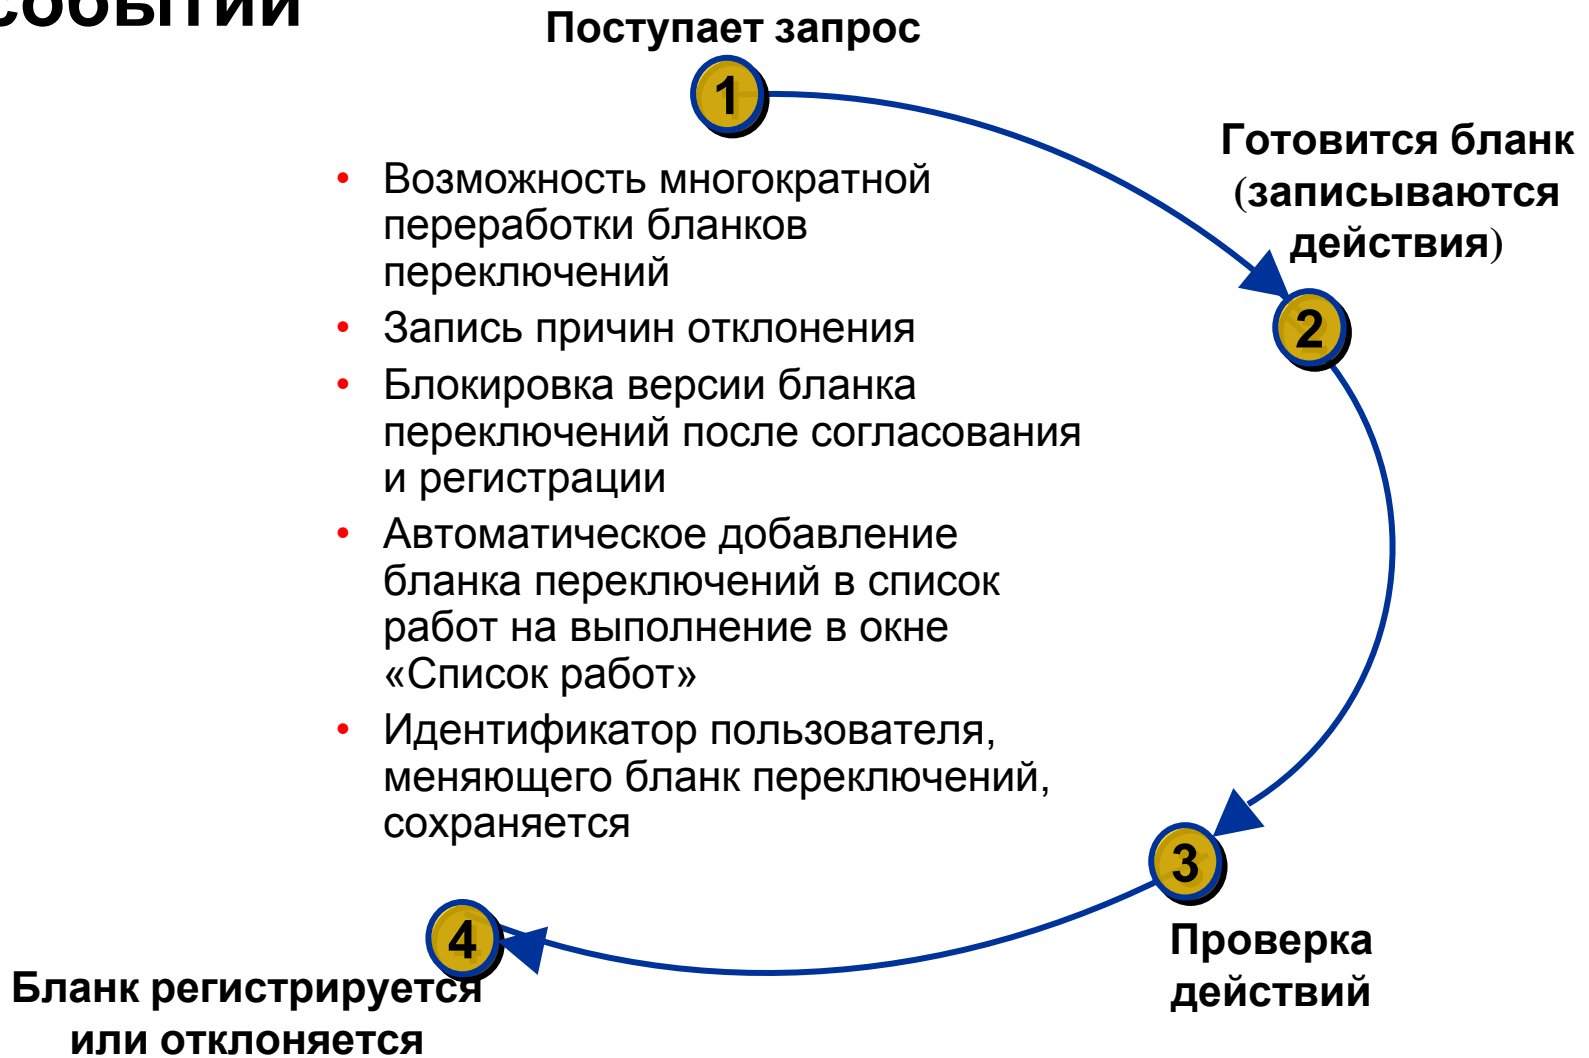 событий
Поступает запрос
1
Готовится бланк
(записываются
действия)
2
• Возможность многократной
переработки бланков
переключений
• Запись причин отклонения
• Блокировка версии бланка
переключений после согласования
и регистрации
• Автоматическое добавление
бланка переключений в список
работ на выполнение в окне
«Список работ»
• Идентификатор пользователя,
меняющего бланк переключений,
сохраняется
3
Проверка
действий
4
Бланк регистрируется
или отклоняется